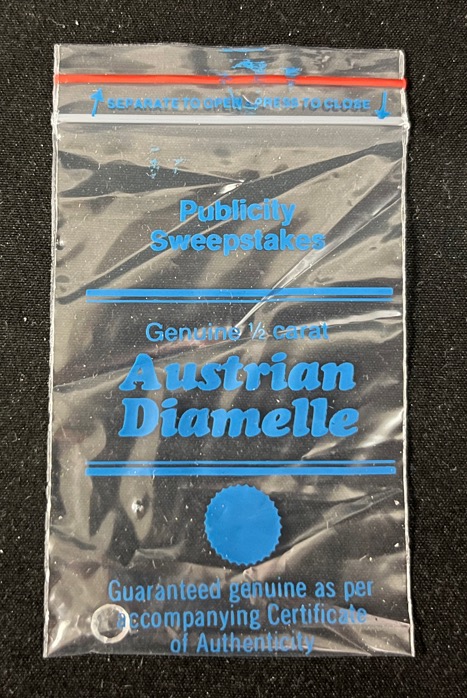 ↑ SEPARATE TO OPEN - PRESS TO CLOSE ↓
Publicity
Sweepstakes
Genuine ½ carat
Austrian
Diamelle
Guaranteed genuine as per
accompanying Certificate
of Authenticity